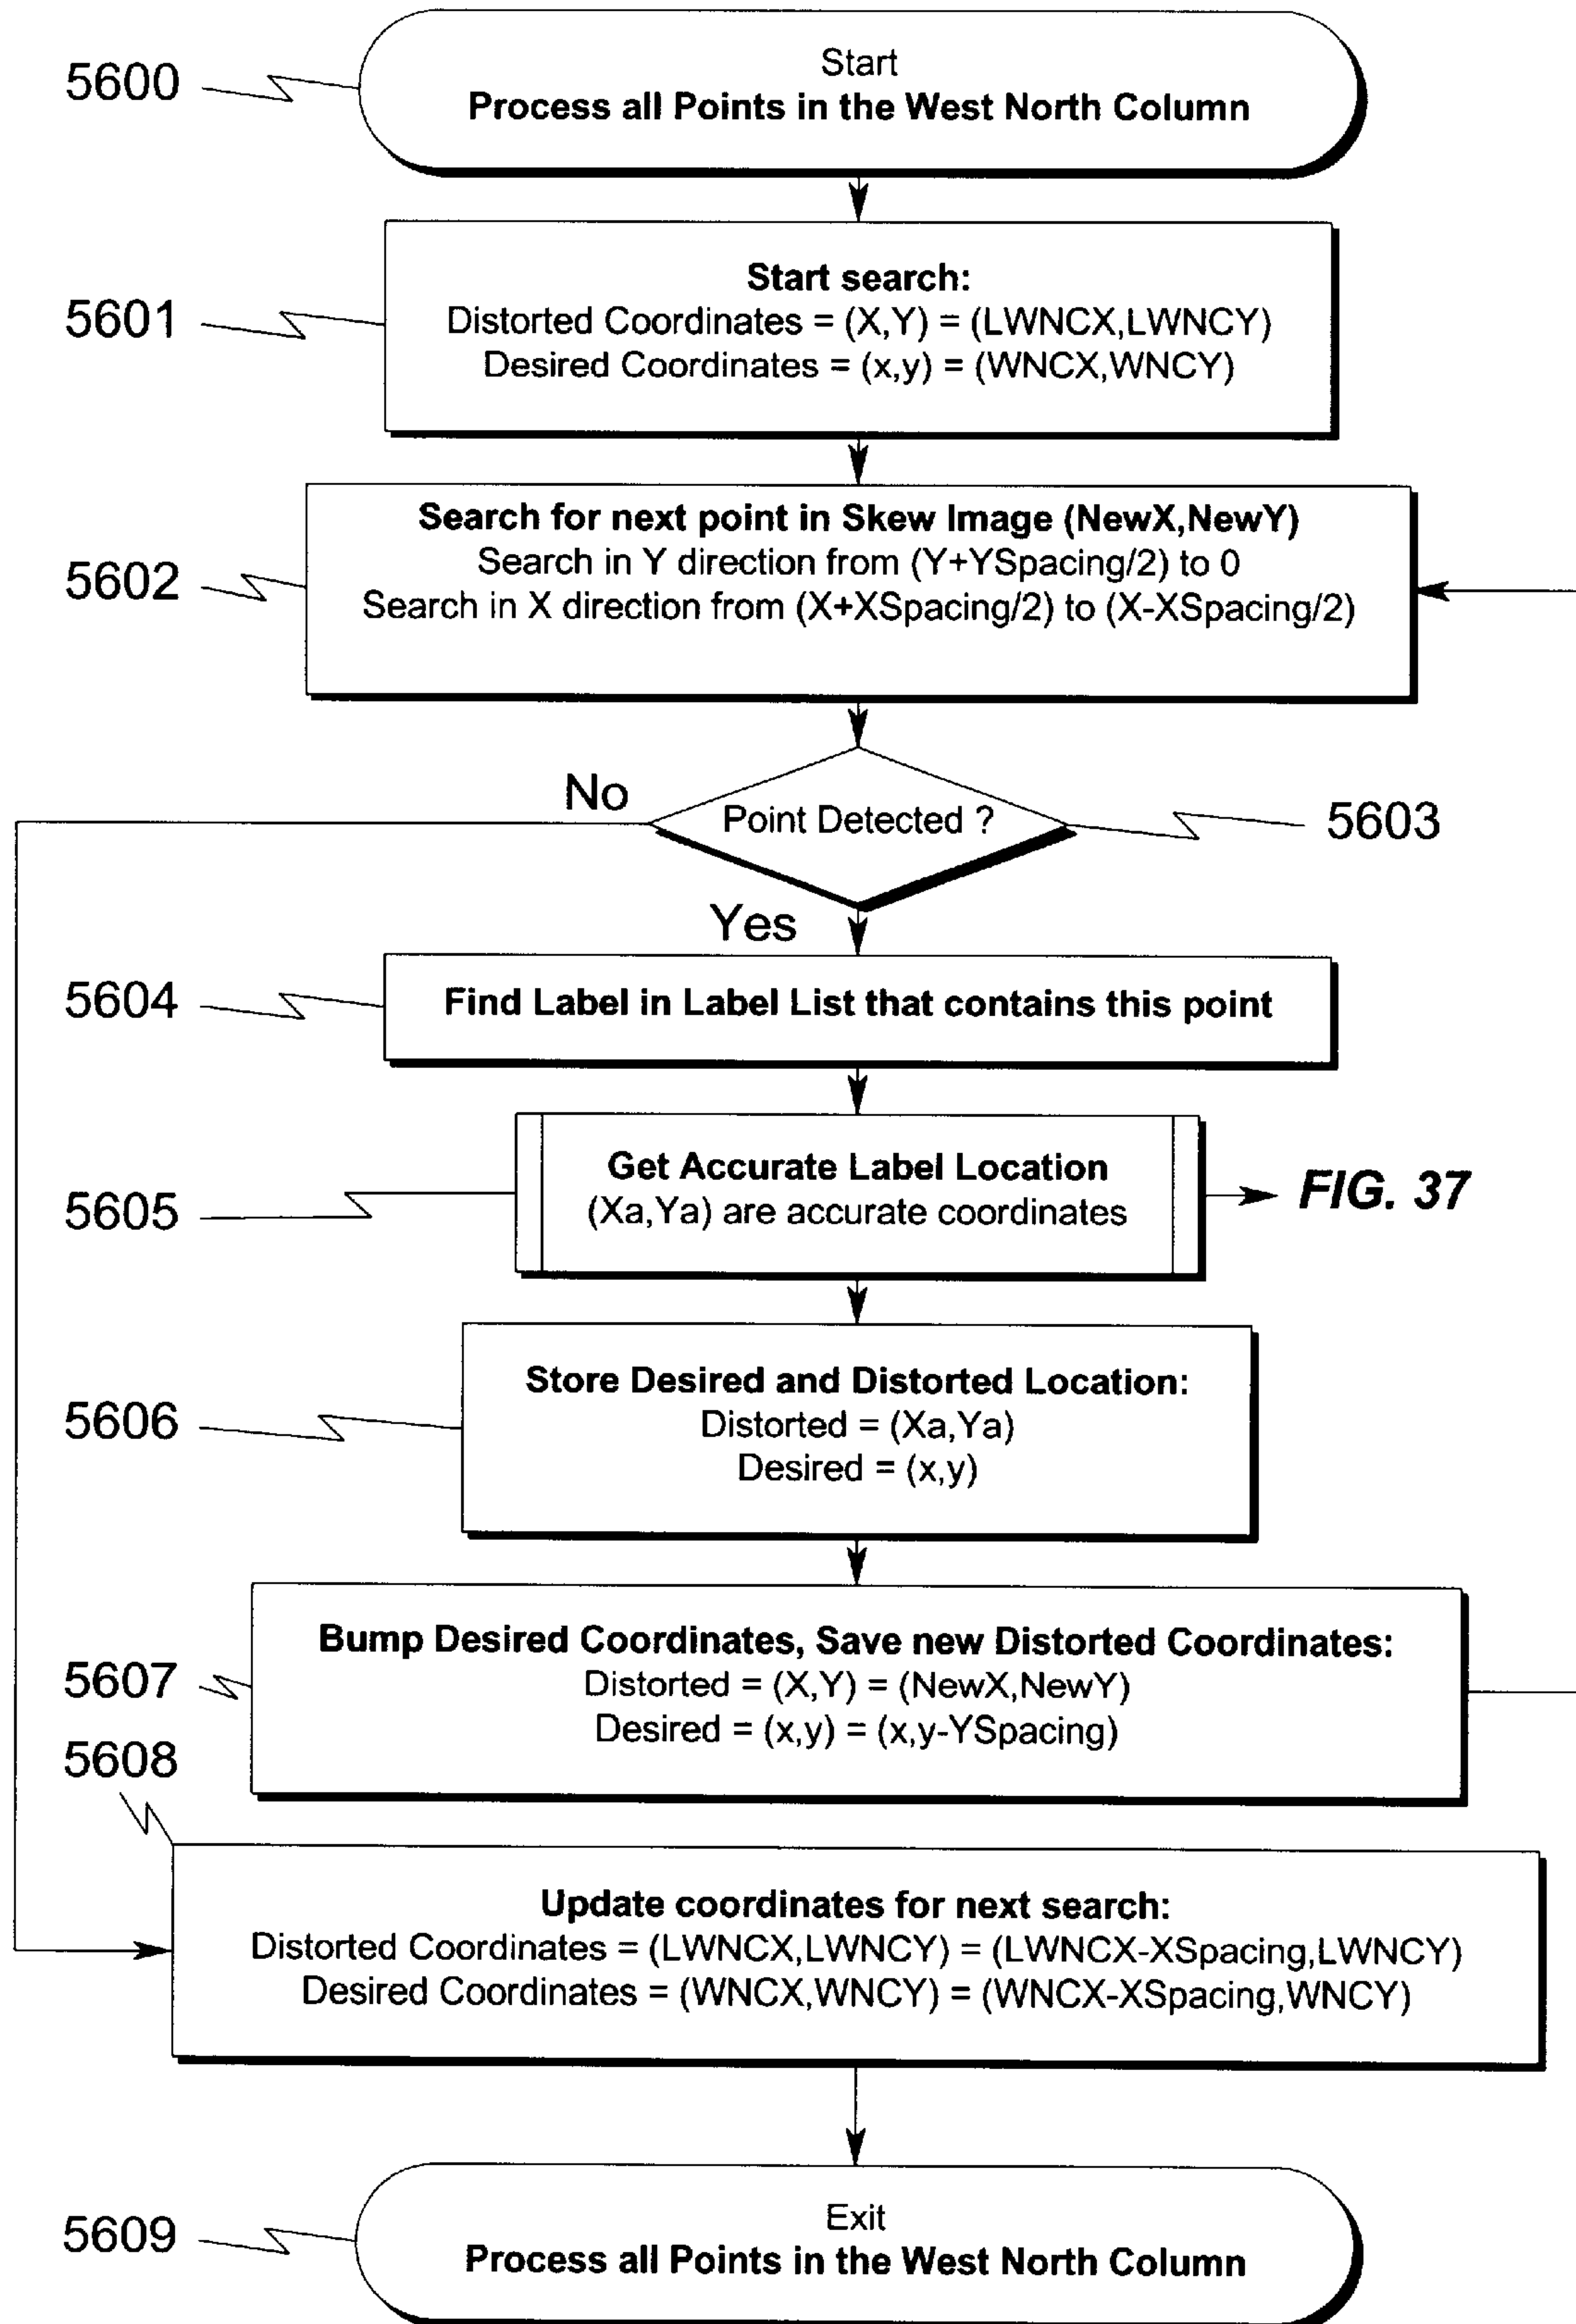 5600
Start
Process all Points in the West North Column
5601
Start search:
Distorted Coordinates = (X,Y) = (LWNCX,LWNCY)
Desired Coordinates = (x,y) = (WNCX,WNCY)
5602
Search for next point in Skew Image (NewX,NewY)
Search in Y direction from (Y+YSpacing/2) to 0
Search in X direction from (X+XSpacing/2) to (X-XSpacing/2)
No
Point Detected ?
5603
Yes
5604
Find Label in Label List that contains this point
5605
Get Accurate Label Location
(Xa,Ya) are accurate coordinates
FIG. 37
5606
Store Desired and Distorted Location:
Distorted = (Xa,Ya)
Desired = (x,y)
5607
Bump Desired Coordinates, Save new Distorted Coordinates:
Distorted = (X,Y) = (NewX,NewY)
Desired = (x,y) = (x,y-YSpacing)
5608
Update coordinates for next search:
Distorted Coordinates = (LWNCX,LWNCY) = (LWNCX-XSpacing,LWNCY)
Desired Coordinates = (WNCX,WNCY) = (WNCX-XSpacing,WNCY)
5609
Exit
Process all Points in the West North Column